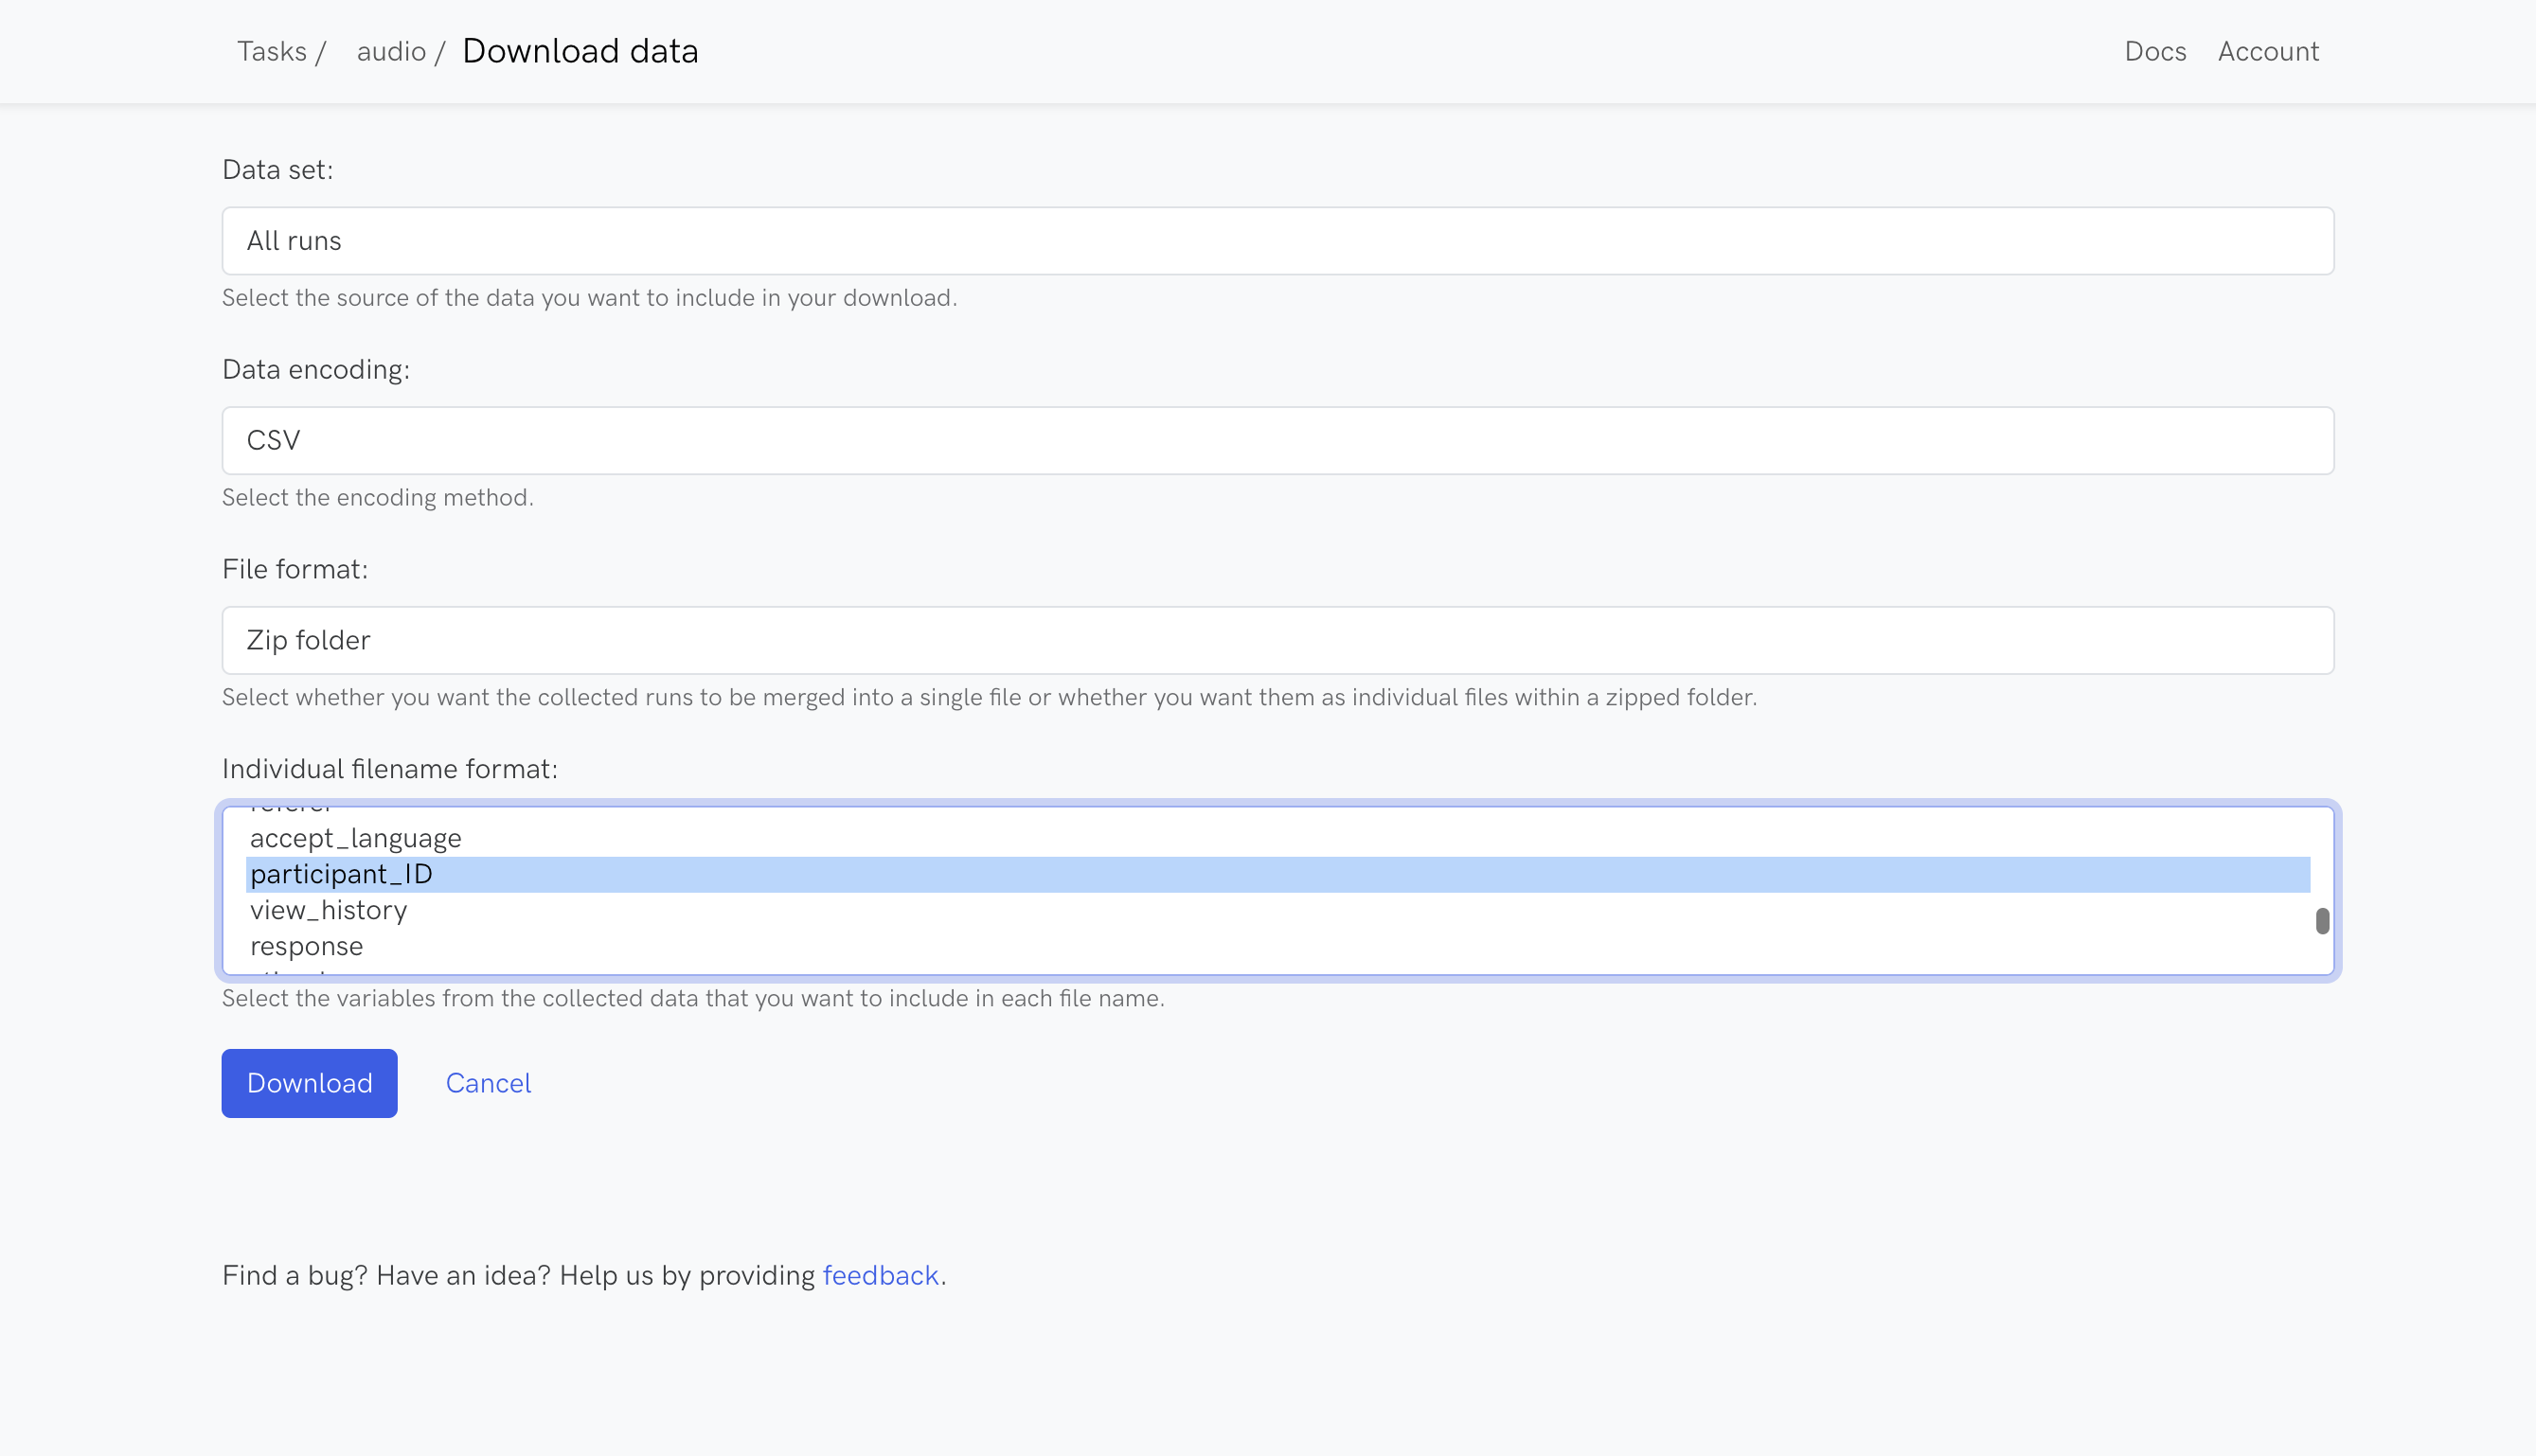 Tasks / audio / Download data Docs Account
Data set:
All runs
Select the source of the data you want to include in your download.
Data encoding:
CSV
Select the encoding method.
File format:
Zip folder
Select whether you want the collected runs to be merged into a single file or whether you want them as individual files within a zipped folder.
Individual filename format:
referer
accept_language
participant_ID
view_history
response
Select the variables from the collected data that you want to include in each file name.
Download Cancel
Find a bug? Have an idea? Help us by providing feedback.